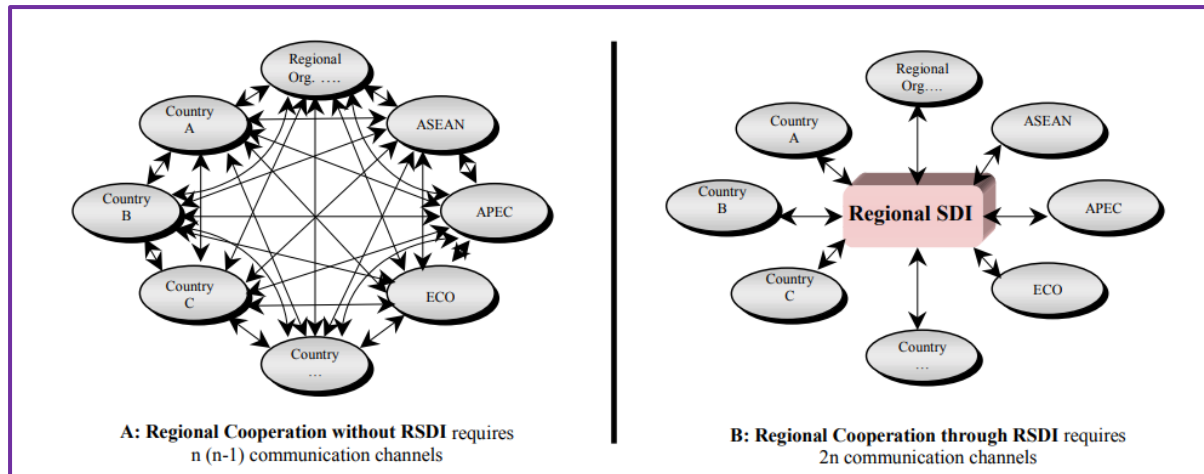 Regional
Org. ….
Country
A
ASEAN
Country
B
APEC
Country
C
ECO
Country
…
A: Regional Cooperation without RSDI requires
n (n-1) communication channels
Regional
Org….
Country
A
ASEAN
Country
B
Regional SDI
APEC
Country
C
ECO
Country
…
B: Regional Cooperation through RSDI requires
2n communication channels